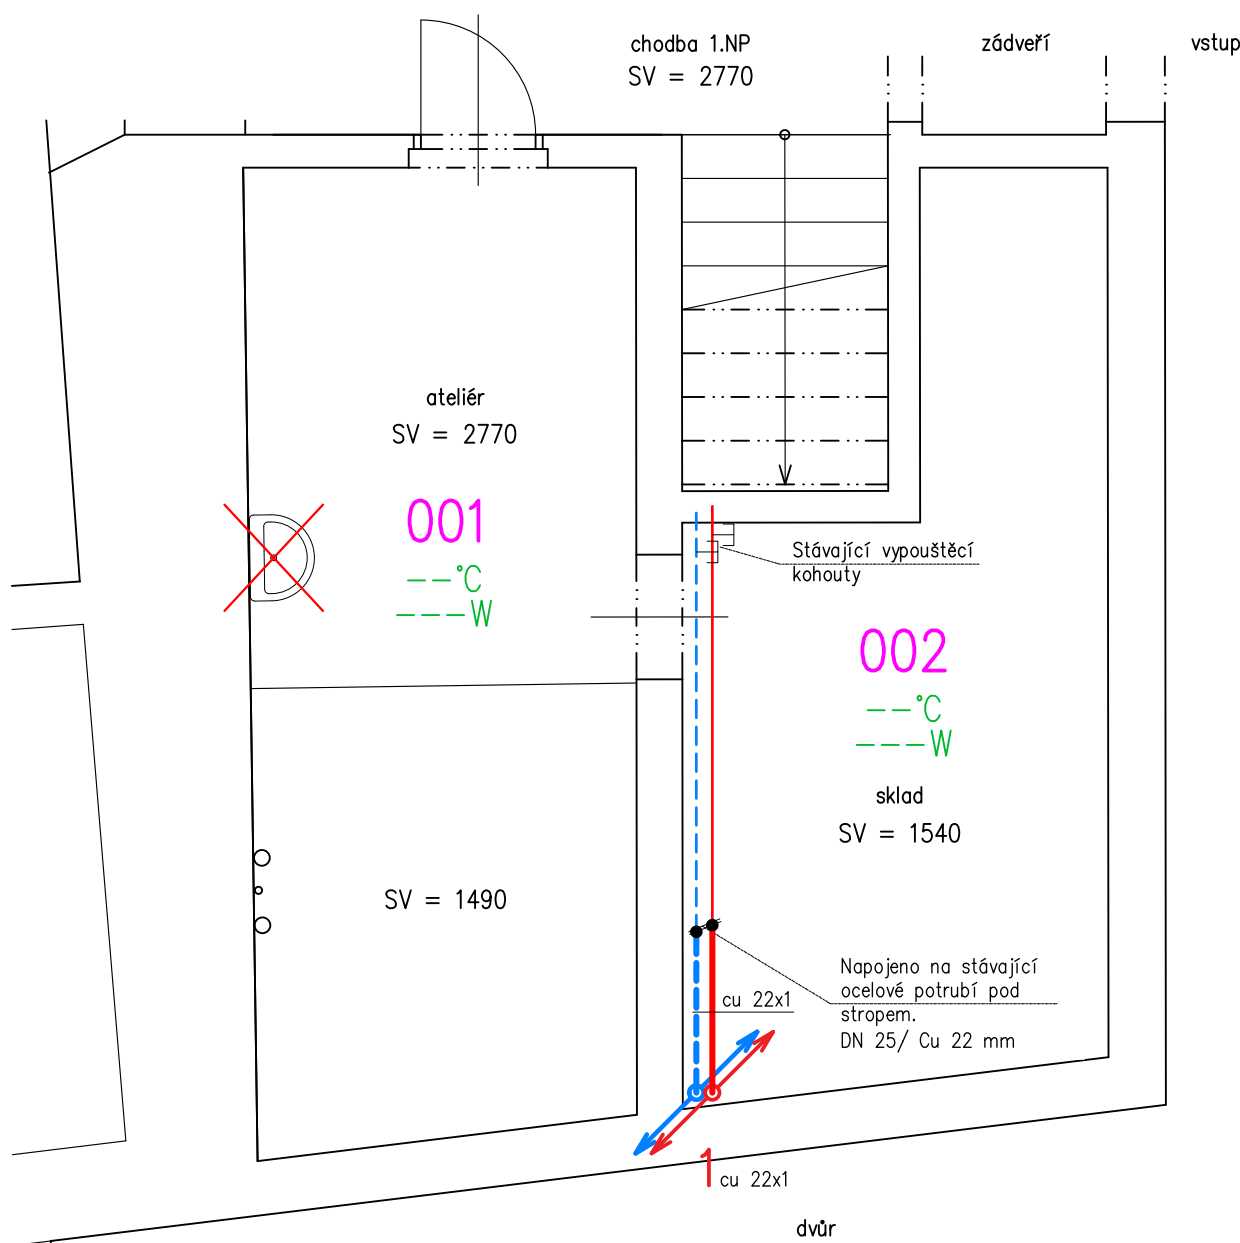 chodba 1.NP
SV = 2770
zádveří
vstup
ateliér
SV = 2770
001
--°C
---W
Stávající vypouštěcí
kohouty
002
--°C
---W
sklad
SV = 1540
SV = 1490
Napojeno na stávající
ocelové potrubí pod
stropem.
DN 25/ Cu 22 mm
cu 22x1
1
cu 22x1
dvůr